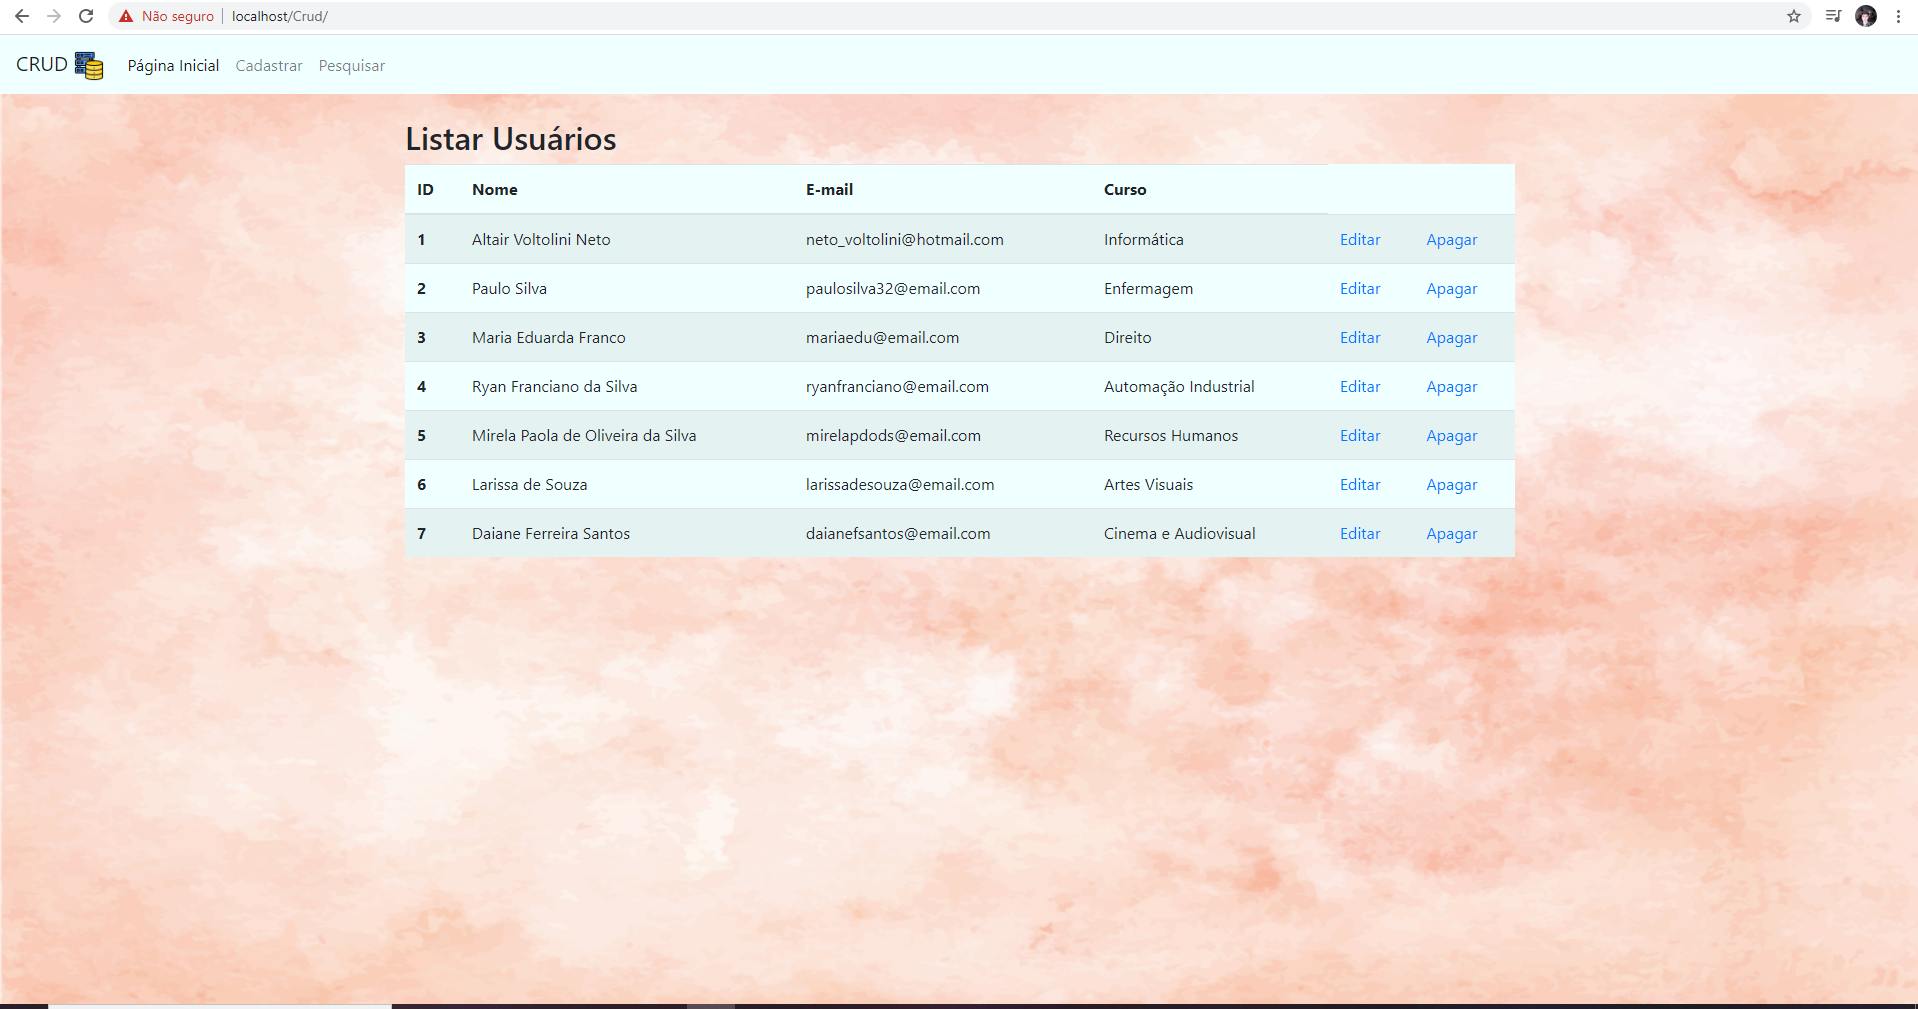 Não seguro localhost/Crud/
CRUD Página Inicial Cadastrar Pesquisar
Listar Usuários
ID Nome E-mail Curso
1 Altair Voltolini Neto neto_voltolini@hotmail.com Informática Editar Apagar
2 Paulo Silva paulosilva32@email.com Enfermagem Editar Apagar
3 Maria Eduarda Franco mariaedu@email.com Direito Editar Apagar
4 Ryan Franciano da Silva ryanfranciano@email.com Automação Industrial Editar Apagar
5 Mirela Paola de Oliveira da Silva mirelapdods@email.com Recursos Humanos Editar Apagar
6 Larissa de Souza larissadesouza@email.com Artes Visuais Editar Apagar
7 Daiane Ferreira Santos daianefsantos@email.com Cinema e Audiovisual Editar Apagar